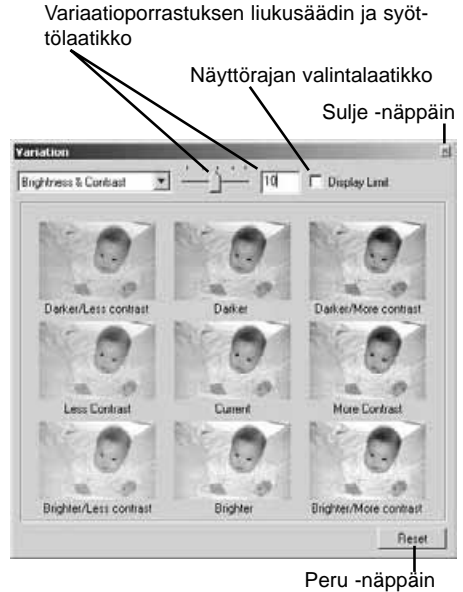 Variaatioporrastuksen liukusäädin ja syöt-
tölaatikko
Näyttörajan valintalaatikko
Sulje -näppäin
Variation
Brightness & Contrast
10
Display Limit
Darker/Less contrast
Darker
Darker/More contrast
Less Contrast
Current
More Contrast
Brighter/Less contrast
Brighter
Brighter/More contrast
Reset
Peru -näppäin